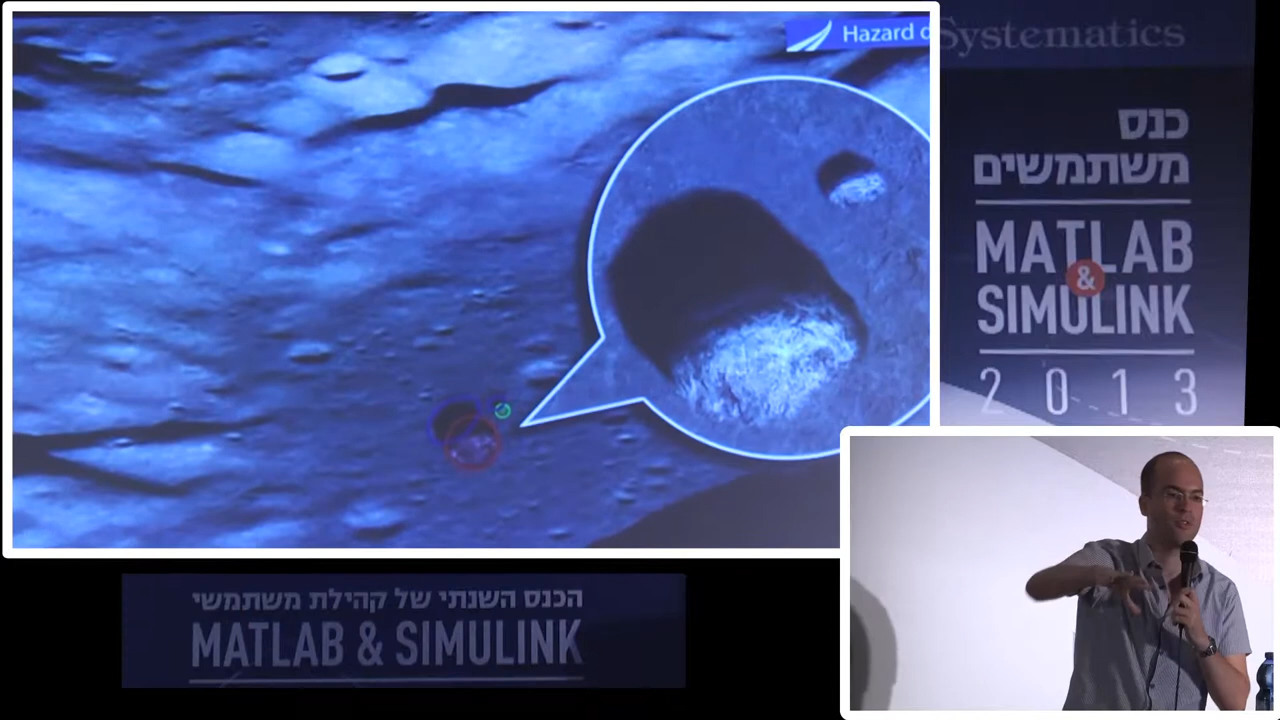 Hazard
Systematics
כנס
משתמשים
MATLAB
&
SIMULINK
2013
הכנס השנתי של קהילת משתמשי
MATLAB & SIMULINK